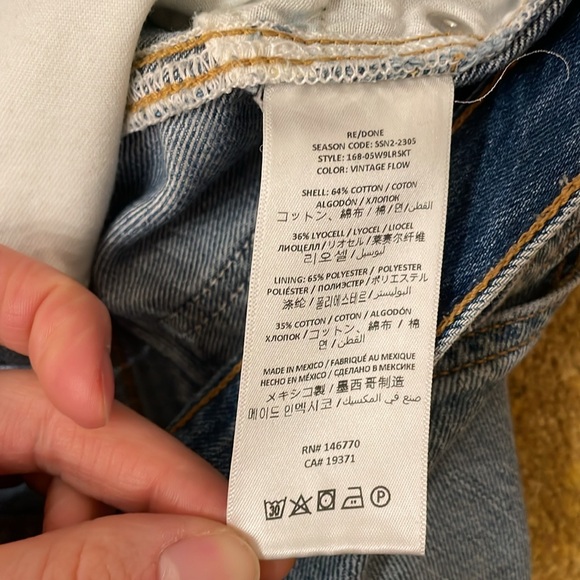 RE/DONE
SEASON CODE: SSN2-2305
STYLE: 168-05W9LRSKT
COLOR: VINTAGE FLOW
SHELL: 64% COTTON / COTON
ALGODÓN / ХЛОПОК
コットン、綿布 / 棉 / 면 / القطن
36% LYOCELL / LYOCEL / LIOCEL
ЛИОЦЕЛЛ / リオセル / 莱赛尔纤维
리오셀 / ليوسيل
LINING: 65% POLYESTER / POLYESTER
POLIÉSTER / ПОЛИЭСТЕР / ポリエステル
涤纶 / 폴리에스테르 / البوليستر
35% COTTON / COTON / ALGODÓN
ХЛОПОК / コットン、綿布 / 棉
면 / القطن
MADE IN MEXICO / FABRIQUÉ AU MEXIQUE
HECHO EN MÉXICO / СДЕЛАНО В МЕКСИКЕ
メキシコ製 / 墨西哥制造
메이드 인멕시코 / صنع في المكسيك
RN# 146770
CA# 19371
30 P